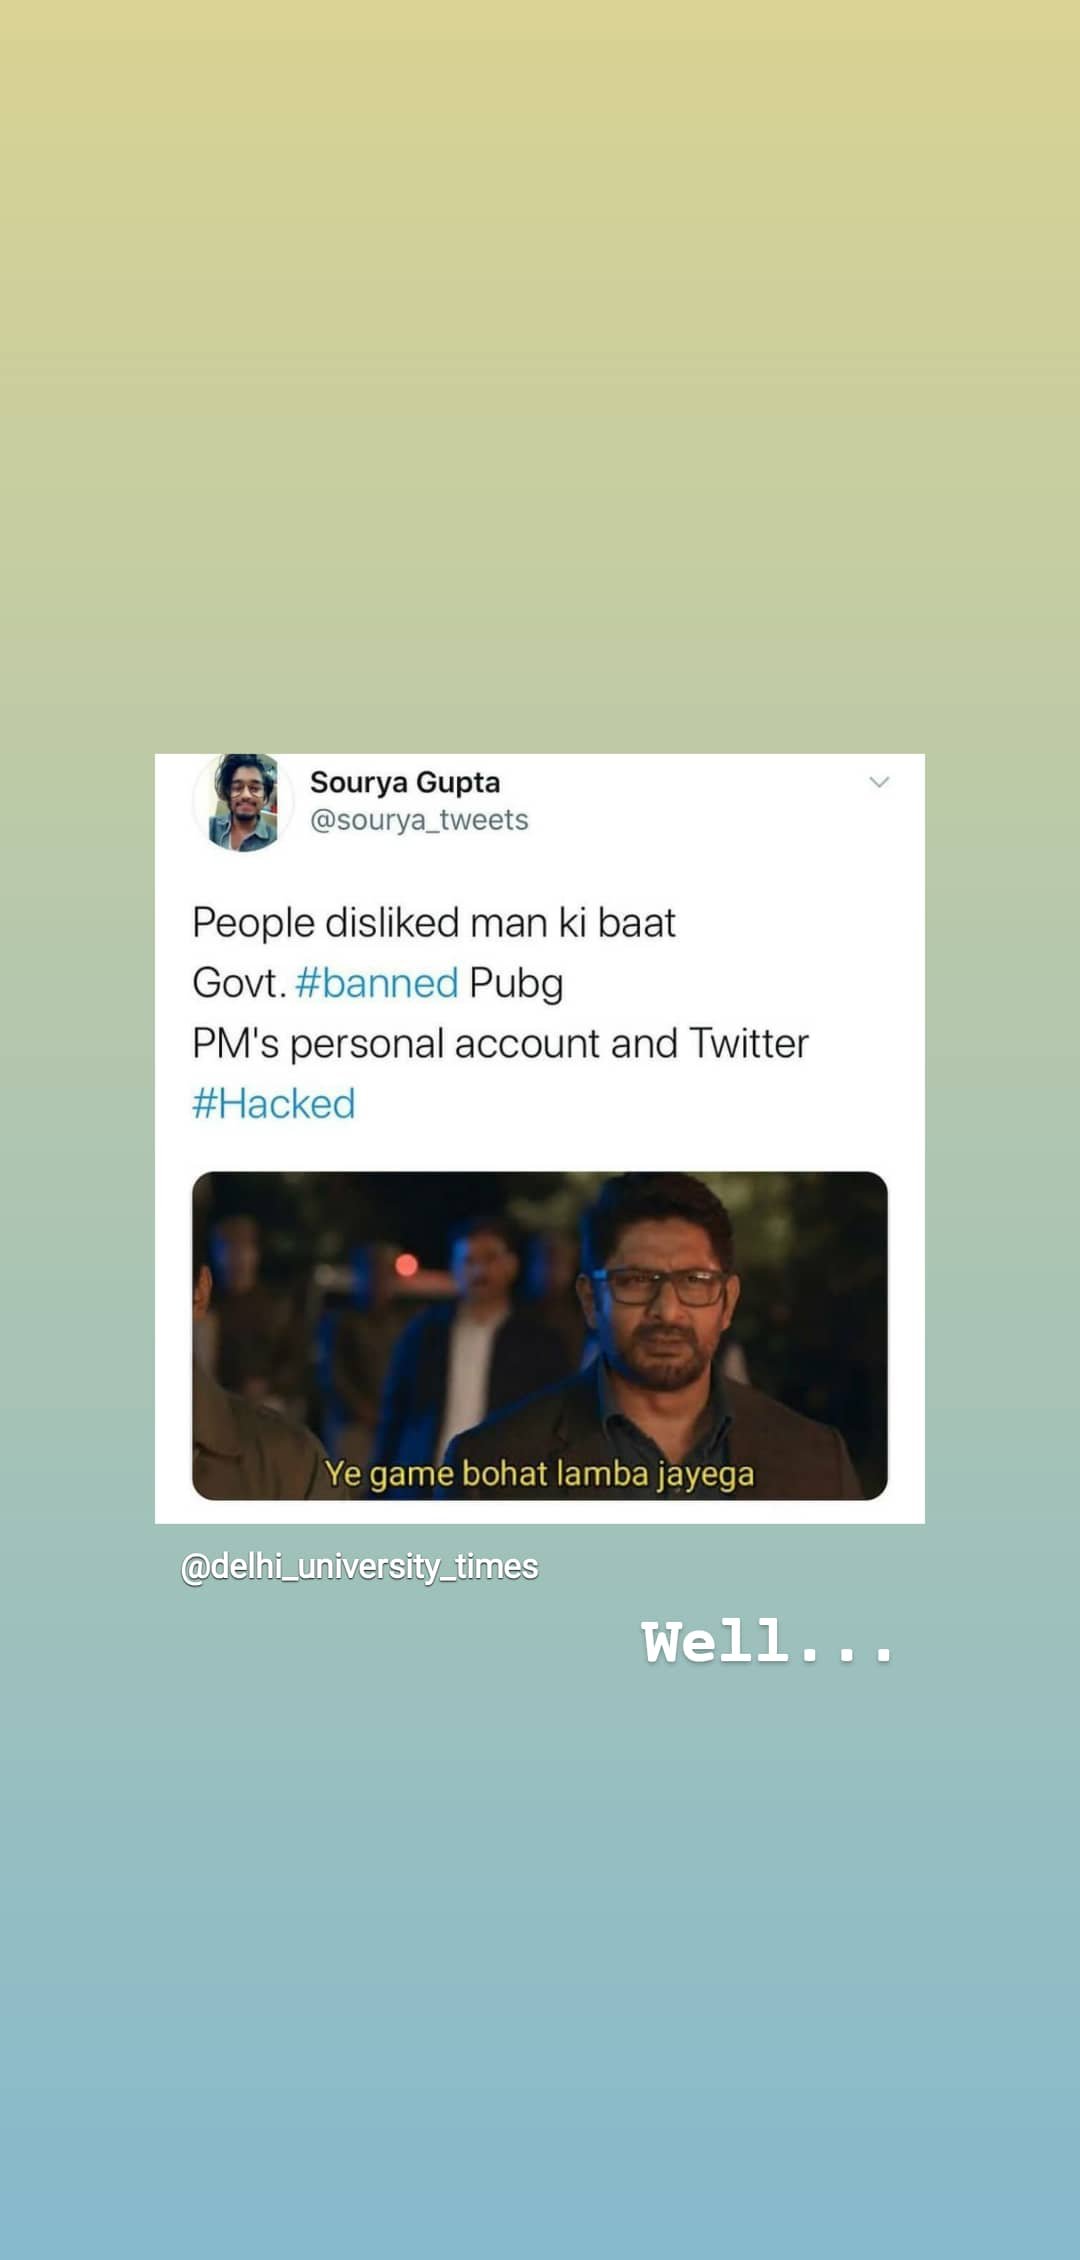 Sourya Gupta
@sourya_tweets
People disliked man ki baat
Govt. #banned Pubg
PM's personal account and Twitter
#Hacked
Ye game bohat lamba jayega
@delhi_university_times
Well...